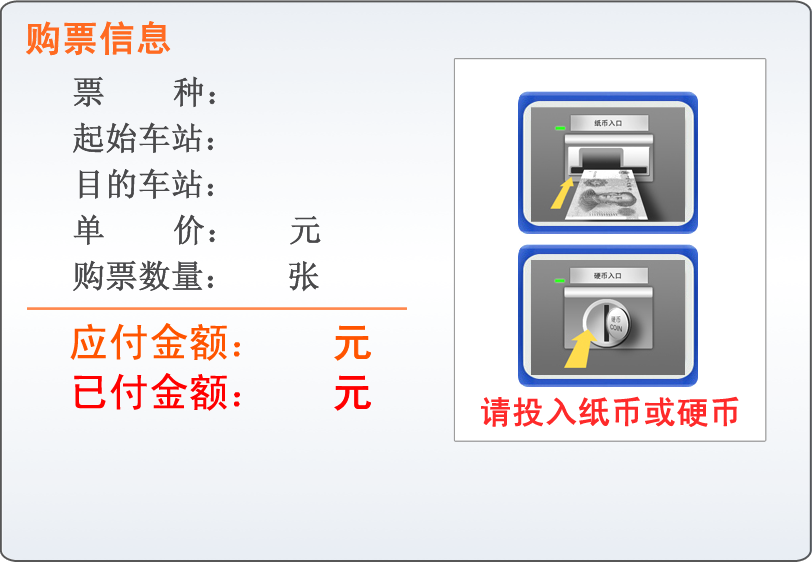 购票信息
票 种：
起始车站：
目的车站：
单 价： 元
购票数量： 张
应付金额： 元
已付金额： 元
纸币入口
硬币入口
硬币
COIN
请投入纸币或硬币